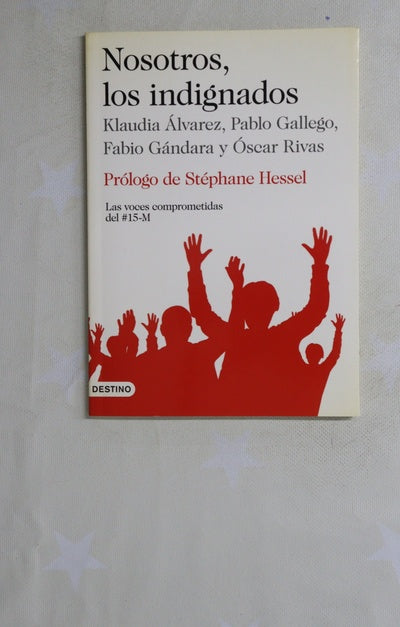 Nosotros,
los indignados
Klaudia Álvarez, Pablo Gallego,
Fabio Gándara y Óscar Rivas
Prólogo de Stéphane Hessel
Las voces comprometidas
del #15-M
DESTINO